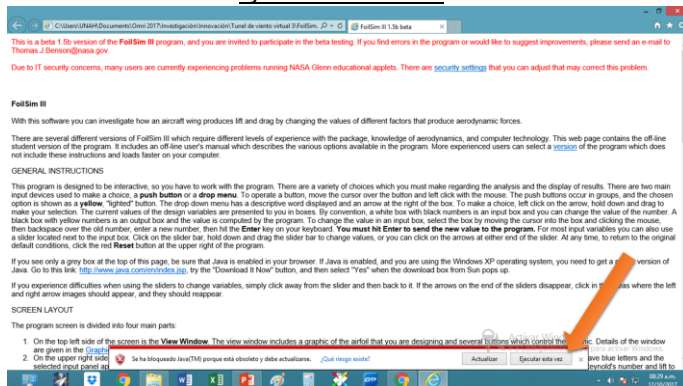 C:\Users\UNAH\Documents\Omni 2017\Investigación\Innovación\Tunel de viento virtual 3\FoilSim.
FoilSim III 1.5b beta
This is a beta 1.5b version of the FoilSim III program, and you are invited to participate in the beta testing. If you find errors in the program or would like to suggest improvements, please send an e-mail to
Thomas.J.Benson@nasa.gov.
Due to IT security concerns, many users are currently experiencing problems running NASA Glenn educational applets. There are security settings that you can adjust that may correct this problem.
FoilSim III
With this software you can investigate how an aircraft wing produces lift and drag by changing the values of different factors that produce aerodynamic forces.
There are several different versions of FoilSim III which require different levels of experience with the package, knowledge of aerodynamics, and computer technology. This web page contains the off-line
student version of the program. It includes an off-line user's manual which describes the various options available in the program. More experienced users can select a version of the program which does
not include these instructions and loads faster on your computer.
GENERAL INSTRUCTIONS
This program is designed to be interactive, so you have to work with the program. There are a variety of choices which you must make regarding the analysis and the display of results. There are two main
input devices used to make a choice, a push button or a drop menu. To operate a button, move the cursor over the button and left click with the mouse. The push buttons occur in groups, and the chosen
option is shown as a yellow, "lighted" button. The drop down menu has a descriptive word displayed and an arrow at the right of the box. To make a choice, left click on the arrow, hold down and drag to
make your selection. The current values of the design variables are presented to you in boxes. By convention, a white box with black numbers is an input box and you can change the value of the number. A
black box with yellow numbers is an output box and the value is computed by the program. To change the value in an input box, select the box by moving the cursor into the box and clicking the mouse,
then backspace over the old number, enter a new number, then hit the Enter key on your keyboard. You must hit Enter to send the new value to the program. For most input variables you can also use
a slider located next to the input box. Click on the slider bar, hold down and drag the slider bar to change values, or you can click on the arrows at either end of the slider. At any time, to return to the original
default conditions, click the red Reset button at the upper right of the program.
If you see only a grey box at the top of this page, be sure that Java is enabled in your browser. If Java is enabled, and you are using the Windows XP operating system, you need to get a version of
Java. Go to this link: http://www.java.com/en/index.jsp, try the "Download It Now" button, and then select "Yes" when the download box from Sun pops up.
If you experience difficulties when using the sliders to change variables, simply click away from the slider and then back to it. If the arrows on the end of the sliders disappear, click in the areas where the left
and right arrow images should appear, and they should reappear.
SCREEN LAYOUT
The program screen is divided into four main parts:
1. On the top left side of the screen is the View Window. The view window includes a graphic of the airfoil that you are designing and several buttons which control the Details of the window
are given in the
2. On the upper right side
selected input panel
ave blue letters and the
eynold's number and lift to
Activar Windows
para activar Windows.
Se ha bloqueado Java(TM) porque está obsoleto y debe actualizarse. ¿Qué riesgo existe? Actualizar Ejecutar esta vez
08:29 a.m.